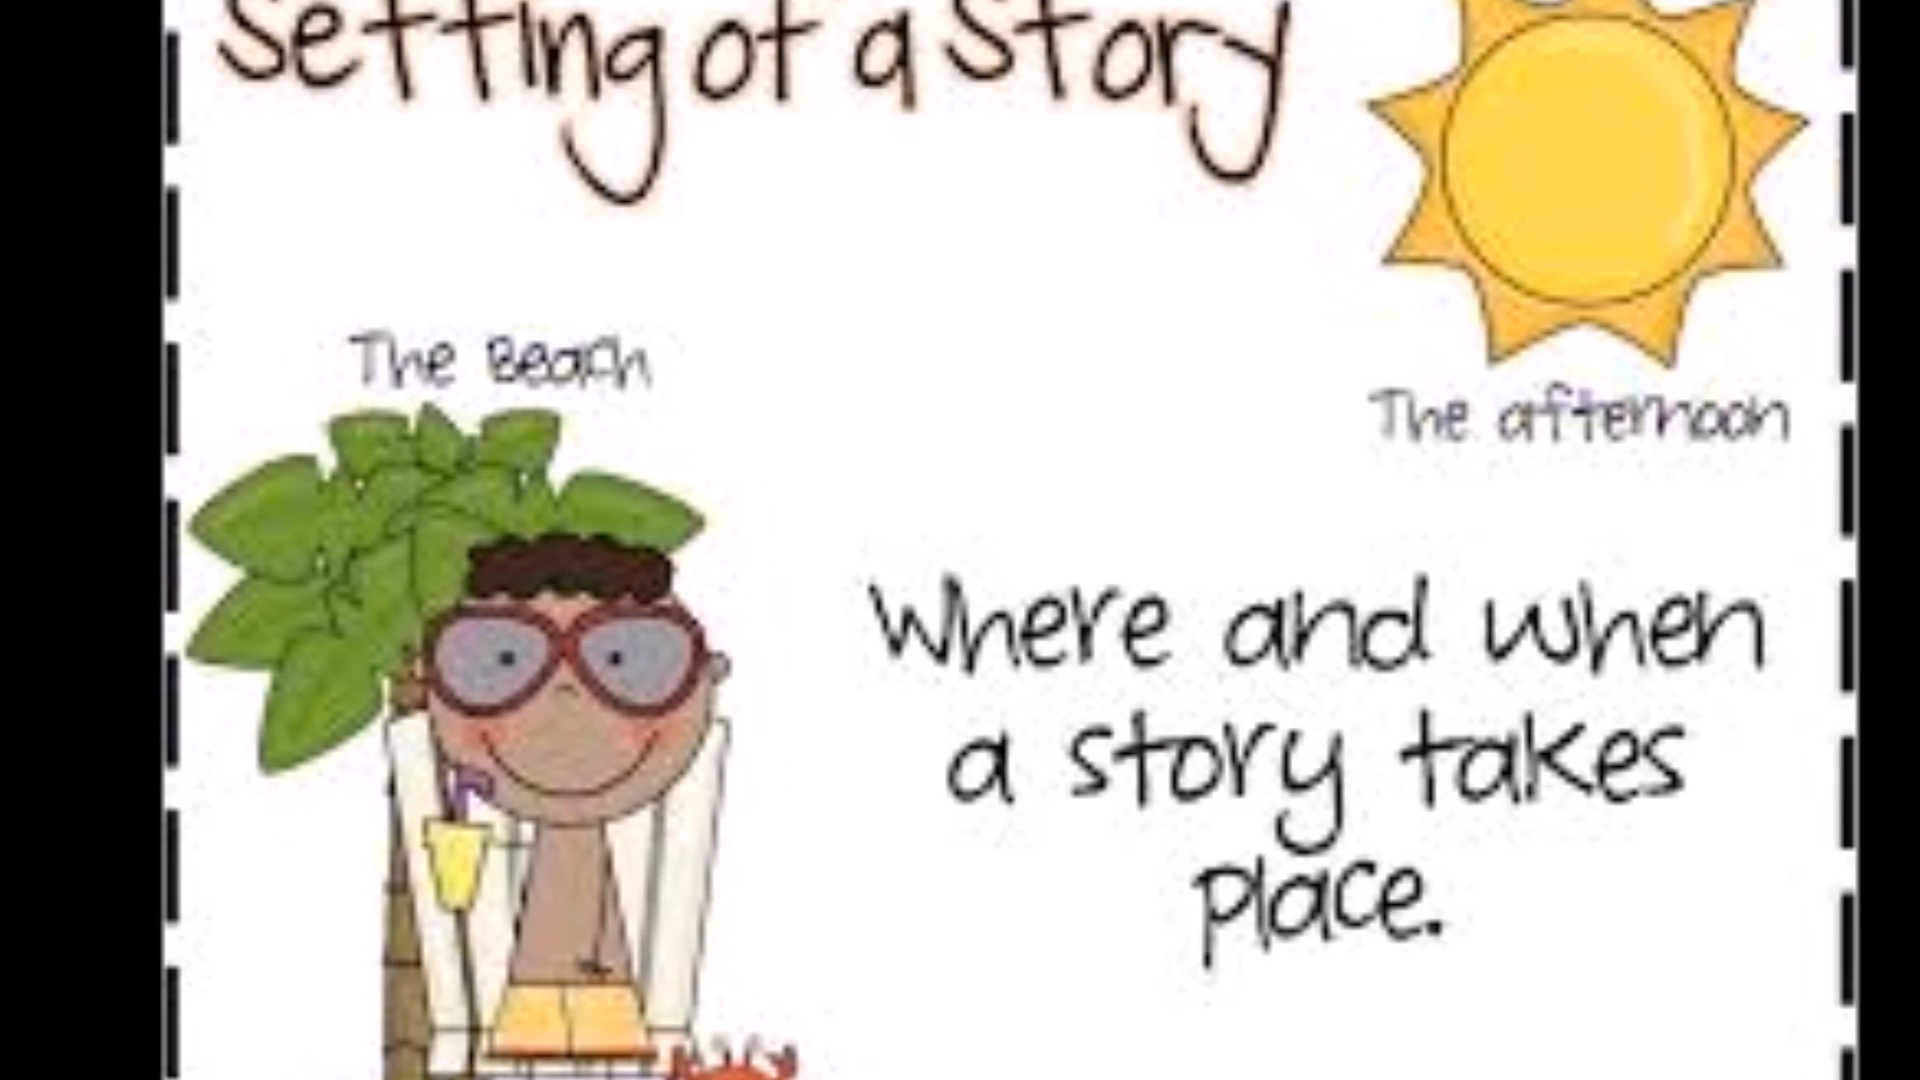 Setting of a Story
The Beach
The afternoon
Where and when
a story takes
place.